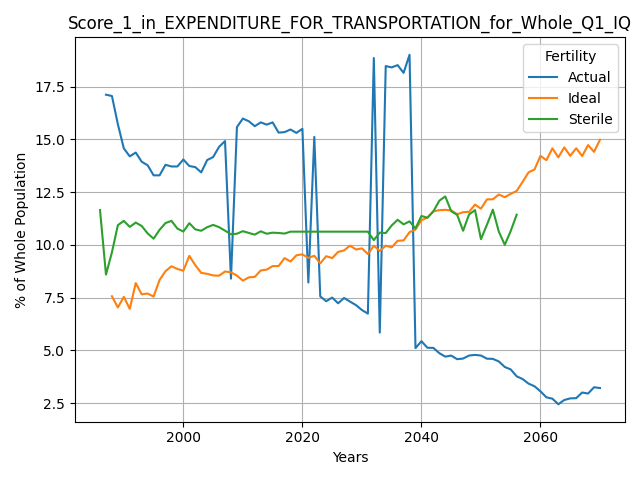 Score_1_in_EXPENDITURE_FOR_TRANSPORTATION_for_Whole_Q1_IQ
Fertility
Actual
Ideal
Sterile
% of Whole Population
17.5
15.0
12.5
10.0
7.5
5.0
2.5
2000
2020
2040
2060
Years